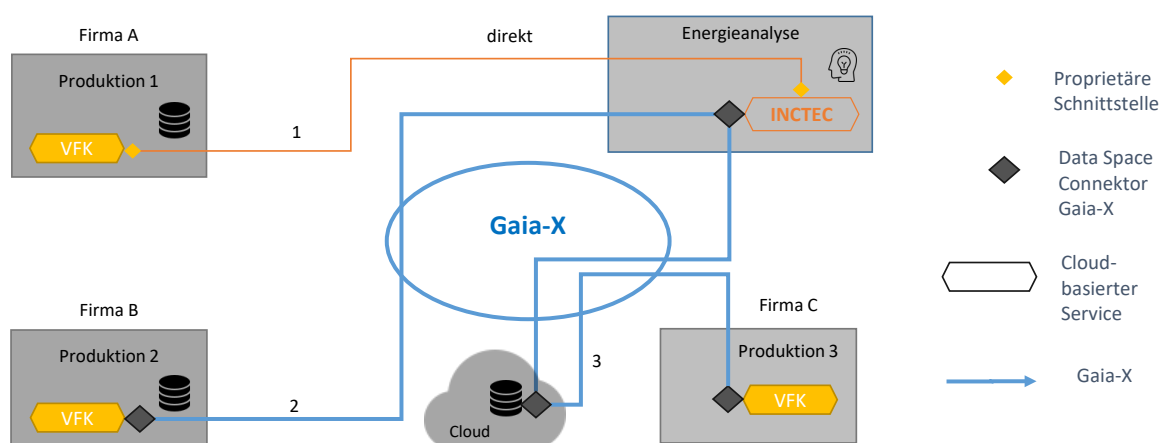 Firma A
direkt
Energieanalyse
Produktion 1
VFK
1
INCTEC
Gaia-X
Firma B
Produktion 2
VFK
2
Cloud
3
Firma C
Produktion 3
VFK
Proprietäre
Schnittstelle
Data Space
Connektor
Gaia-X
Cloud-
basierter
Service
Gaia-X